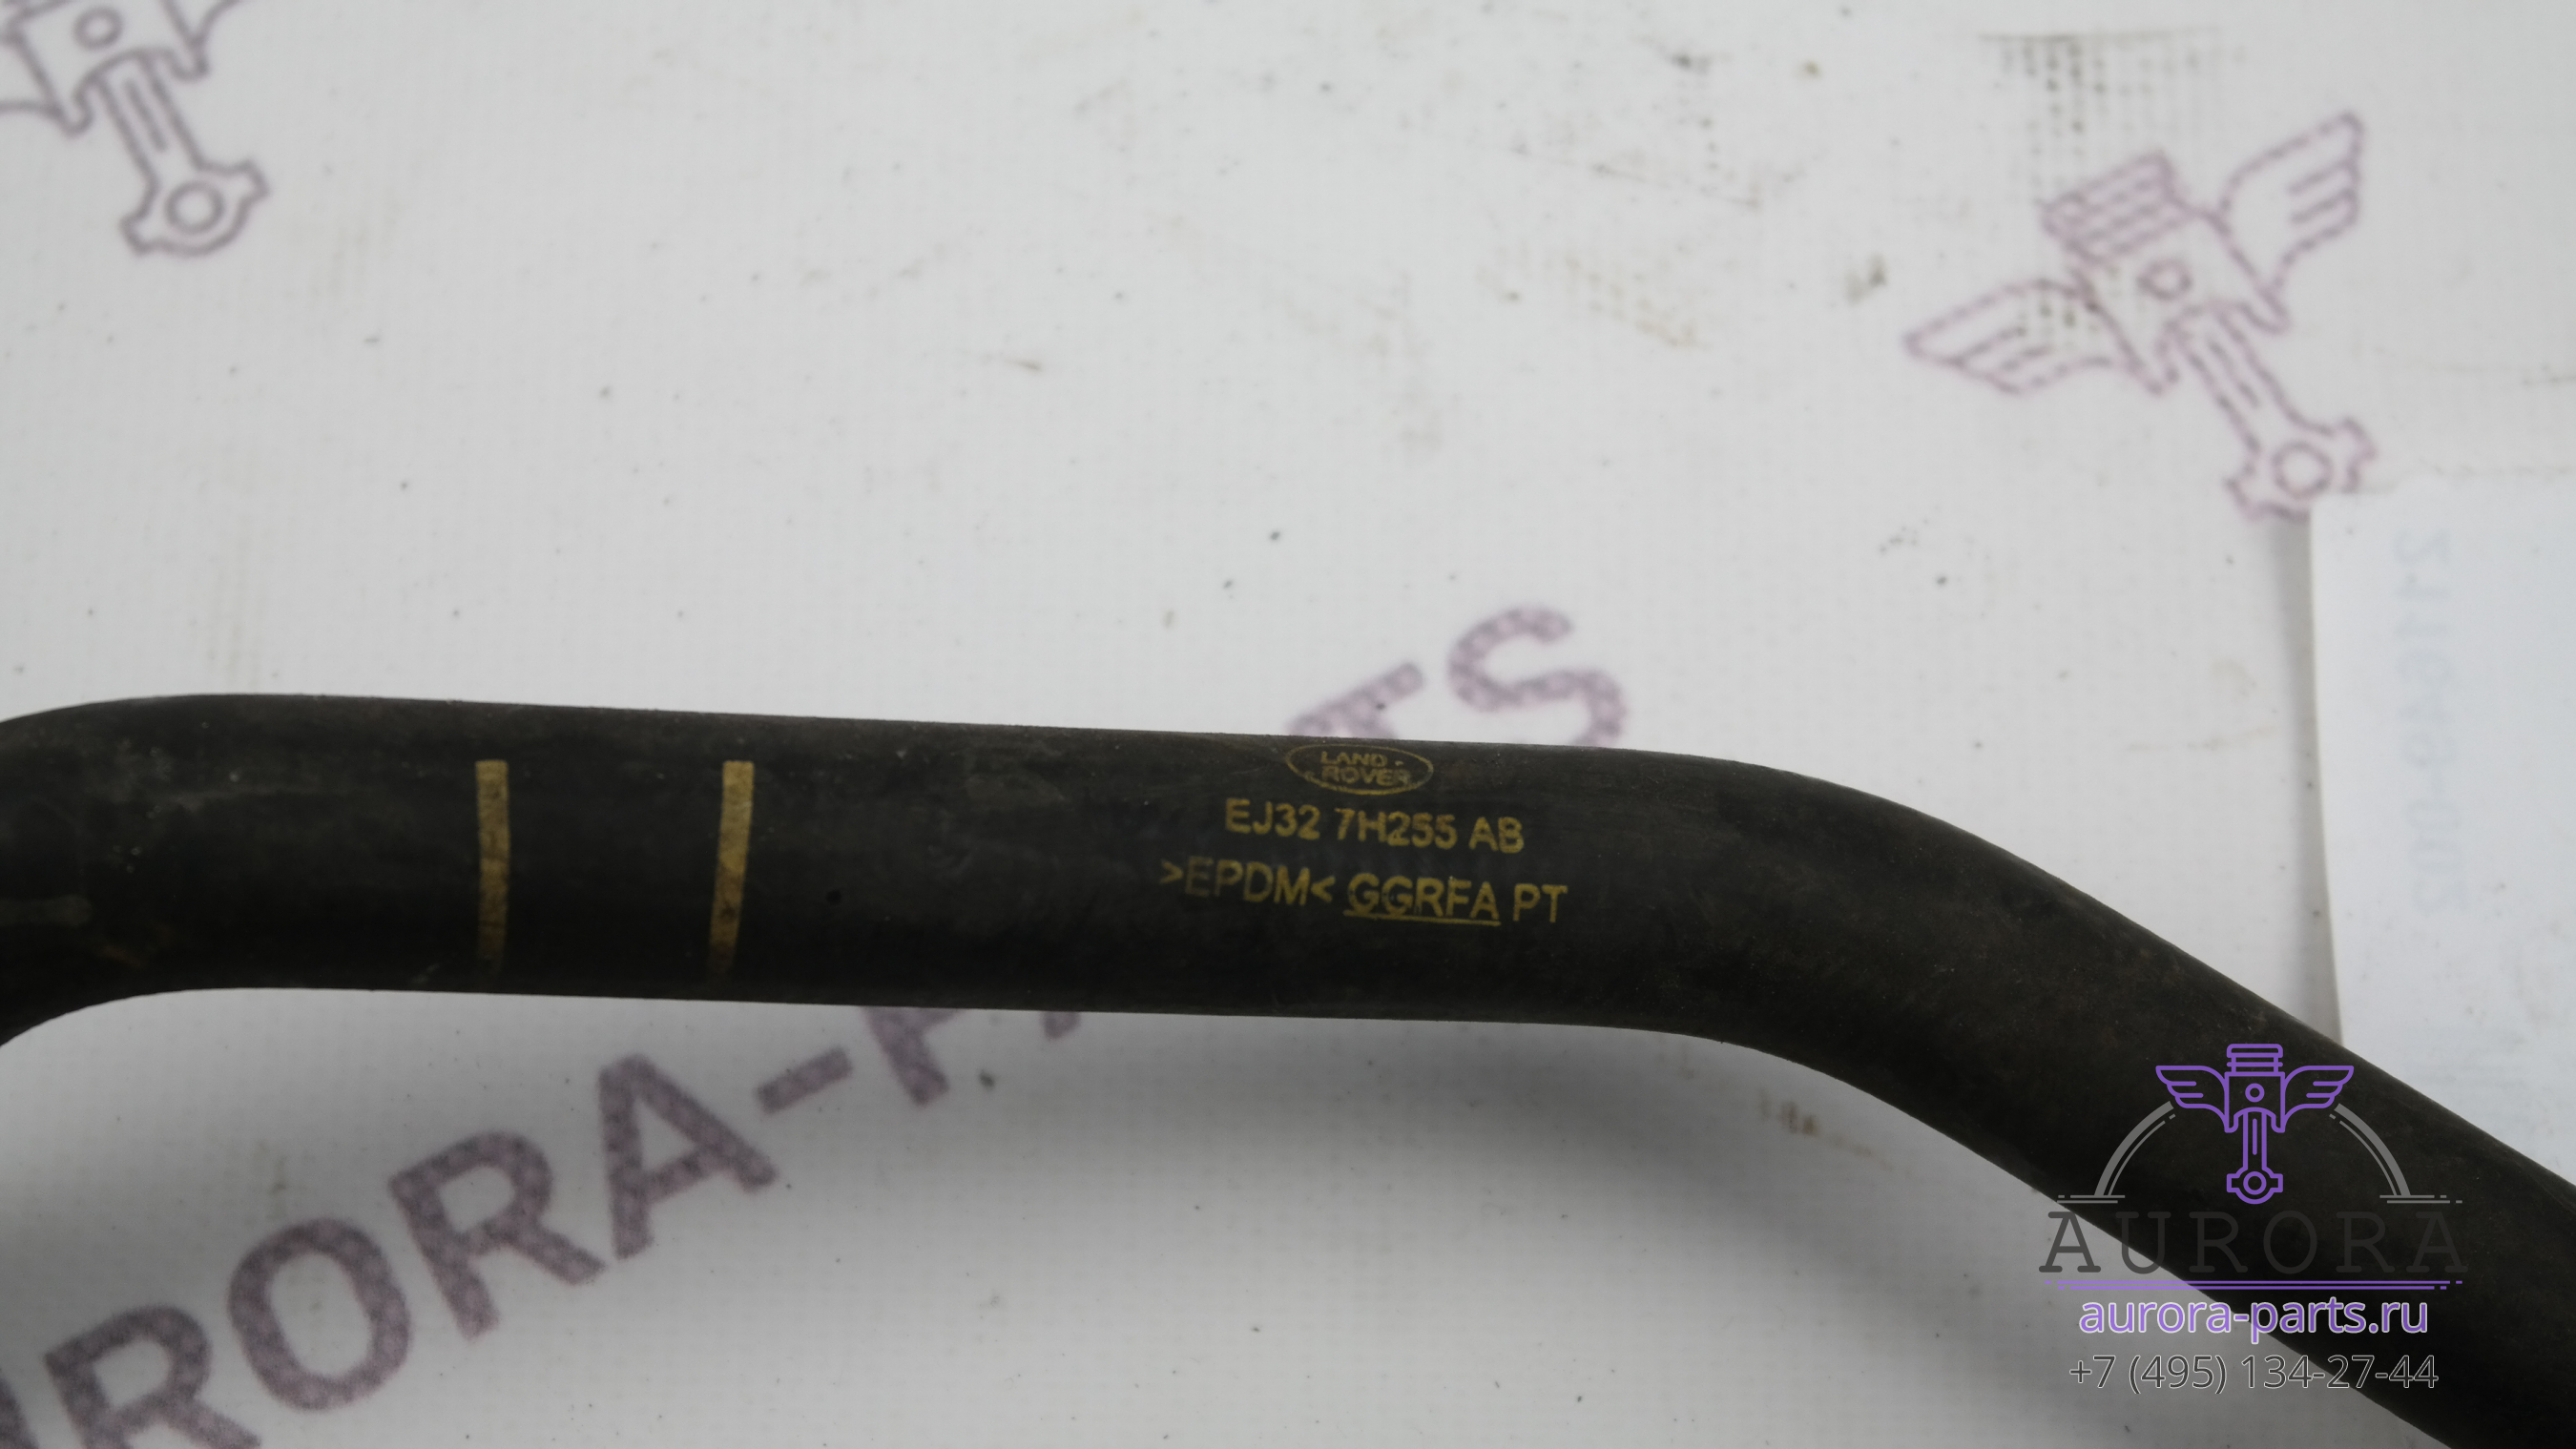 LAND -
ROVER
EJ32 7H255 AB
>EPDM< GGRFA PT
AURORA
aurora-parts.ru
+7 (495) 134-27-44